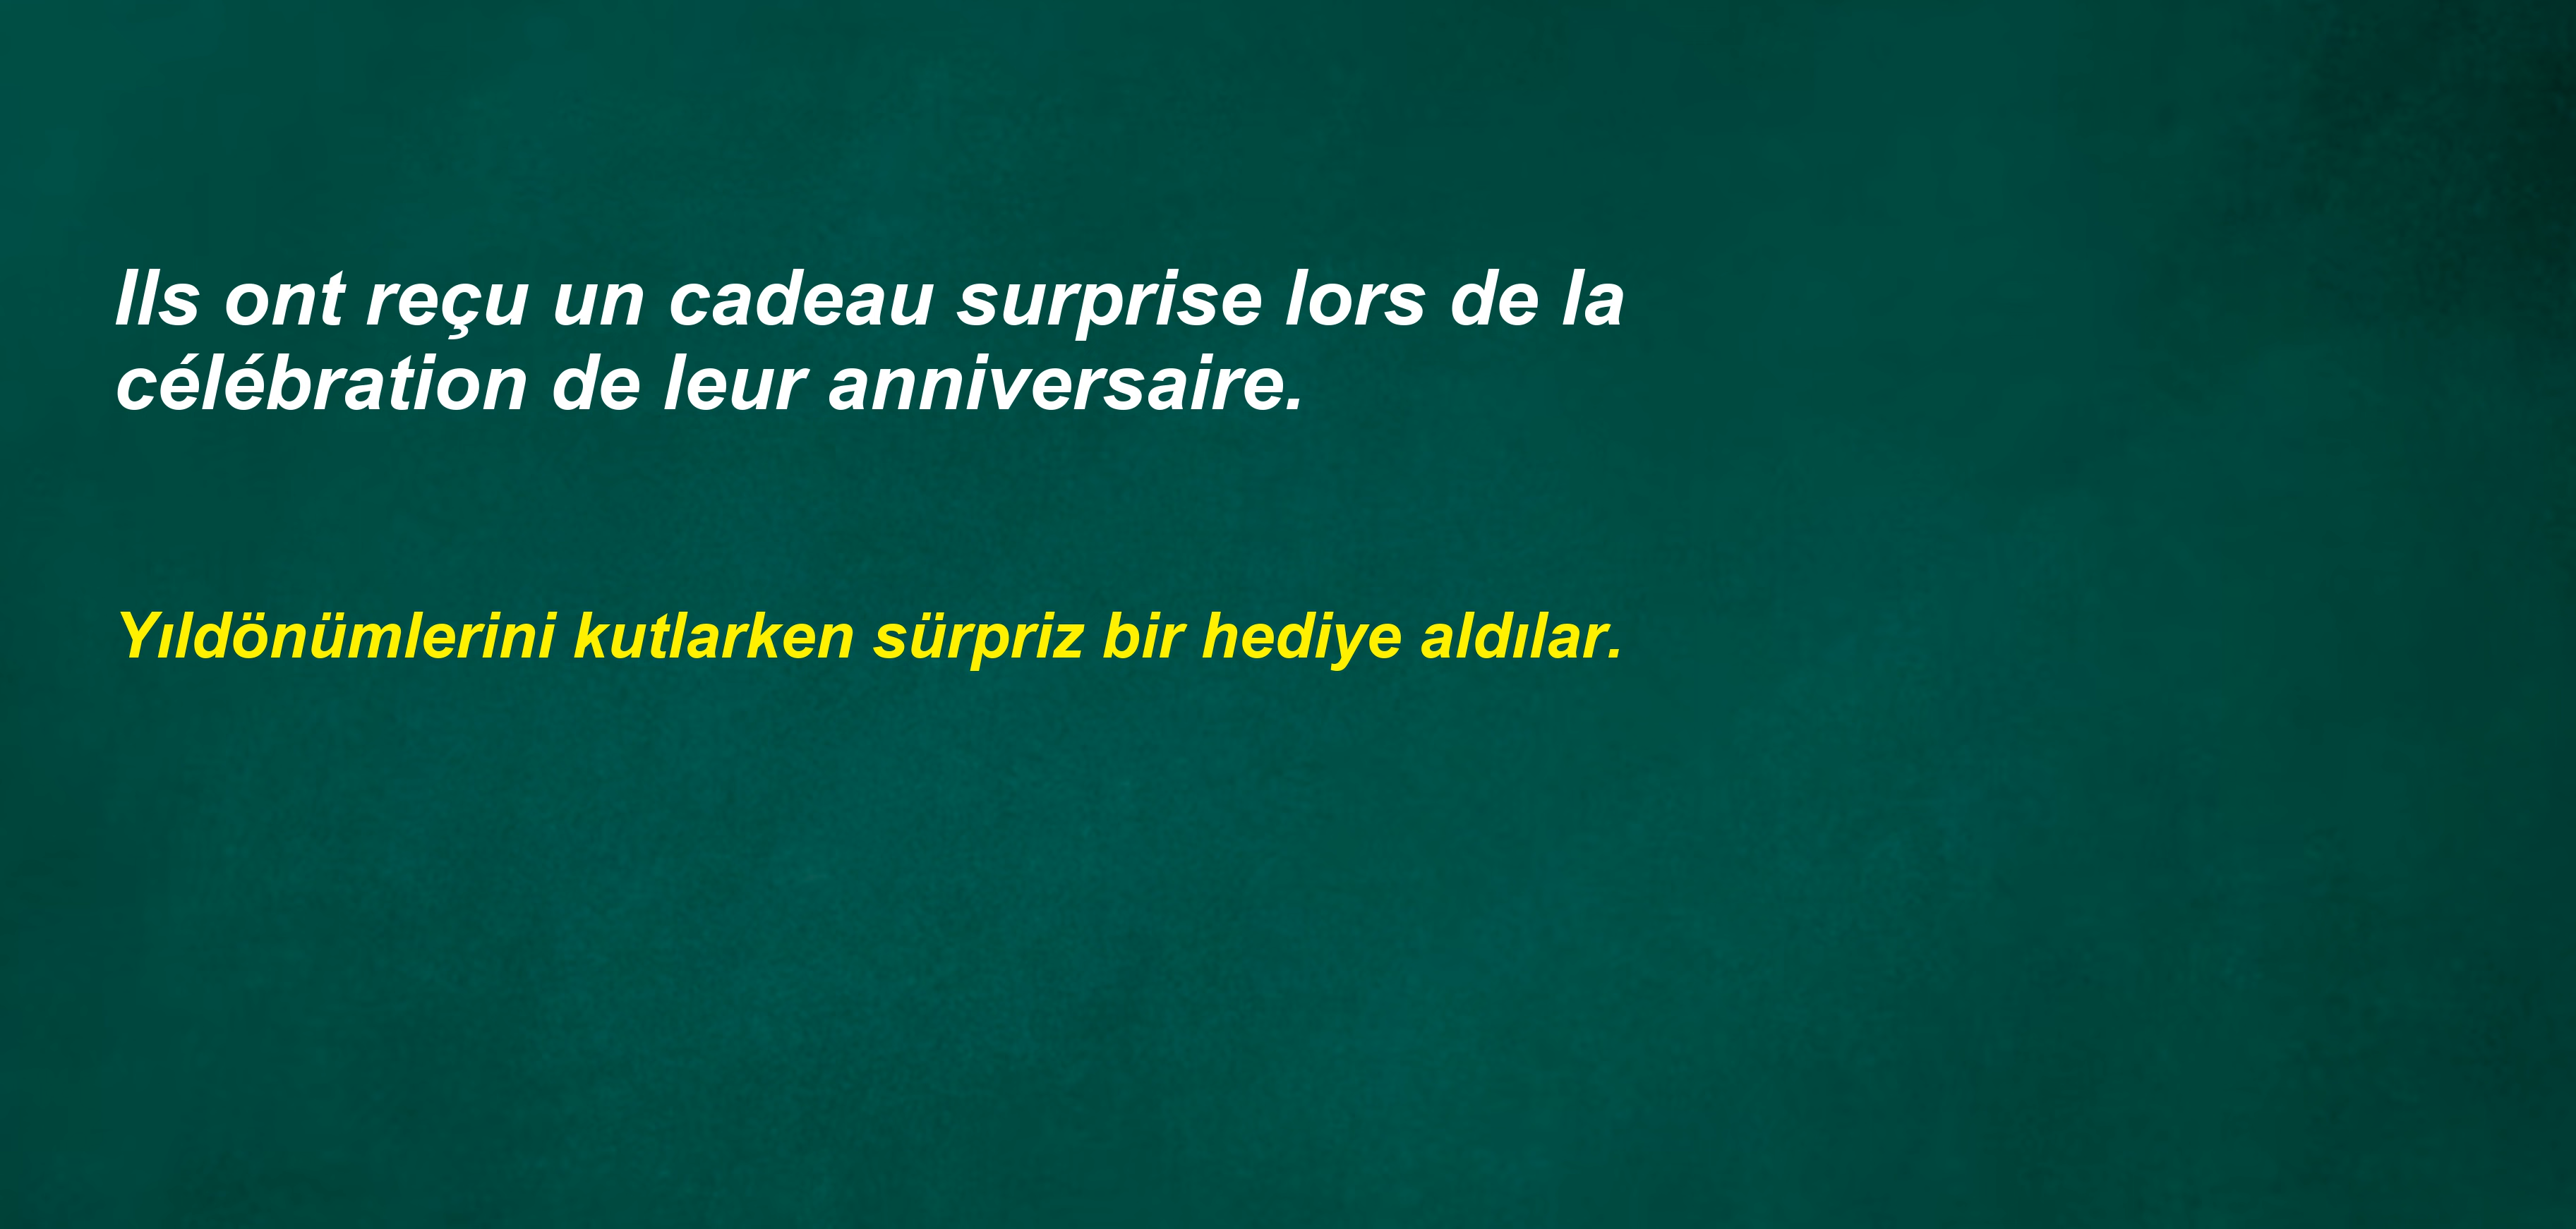 Ils ont reçu un cadeau surprise lors de la
célébration de leur anniversaire.
Yıldönümlerini kutlarken sürpriz bir hediye aldılar.